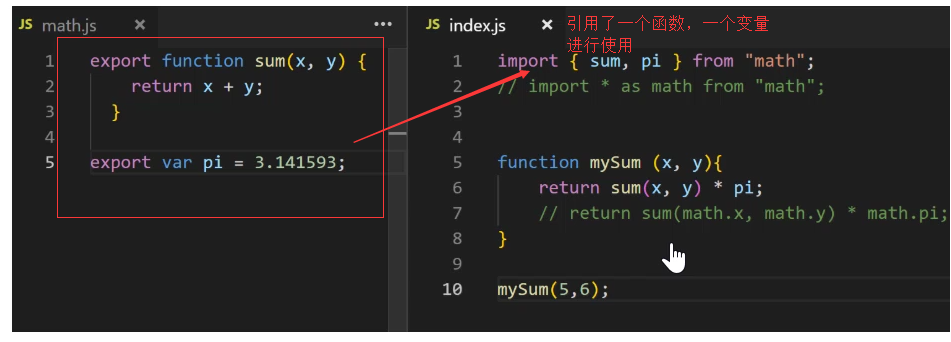 JS math.js × ···
1 export function sum(x, y) {
2 return x + y;
3 }
4
5 export var pi = 3.141593;
JS index.js ×
引用了一个函数，一个变量
进行使用
1 import { sum, pi } from "math";
2 // import * as math from "math";
3
4
5 function mySum (x, y){
6 return sum(x, y) * pi;
7 // return sum(math.x, math.y) * math.pi;
8 }
9
10 mySum(5,6);